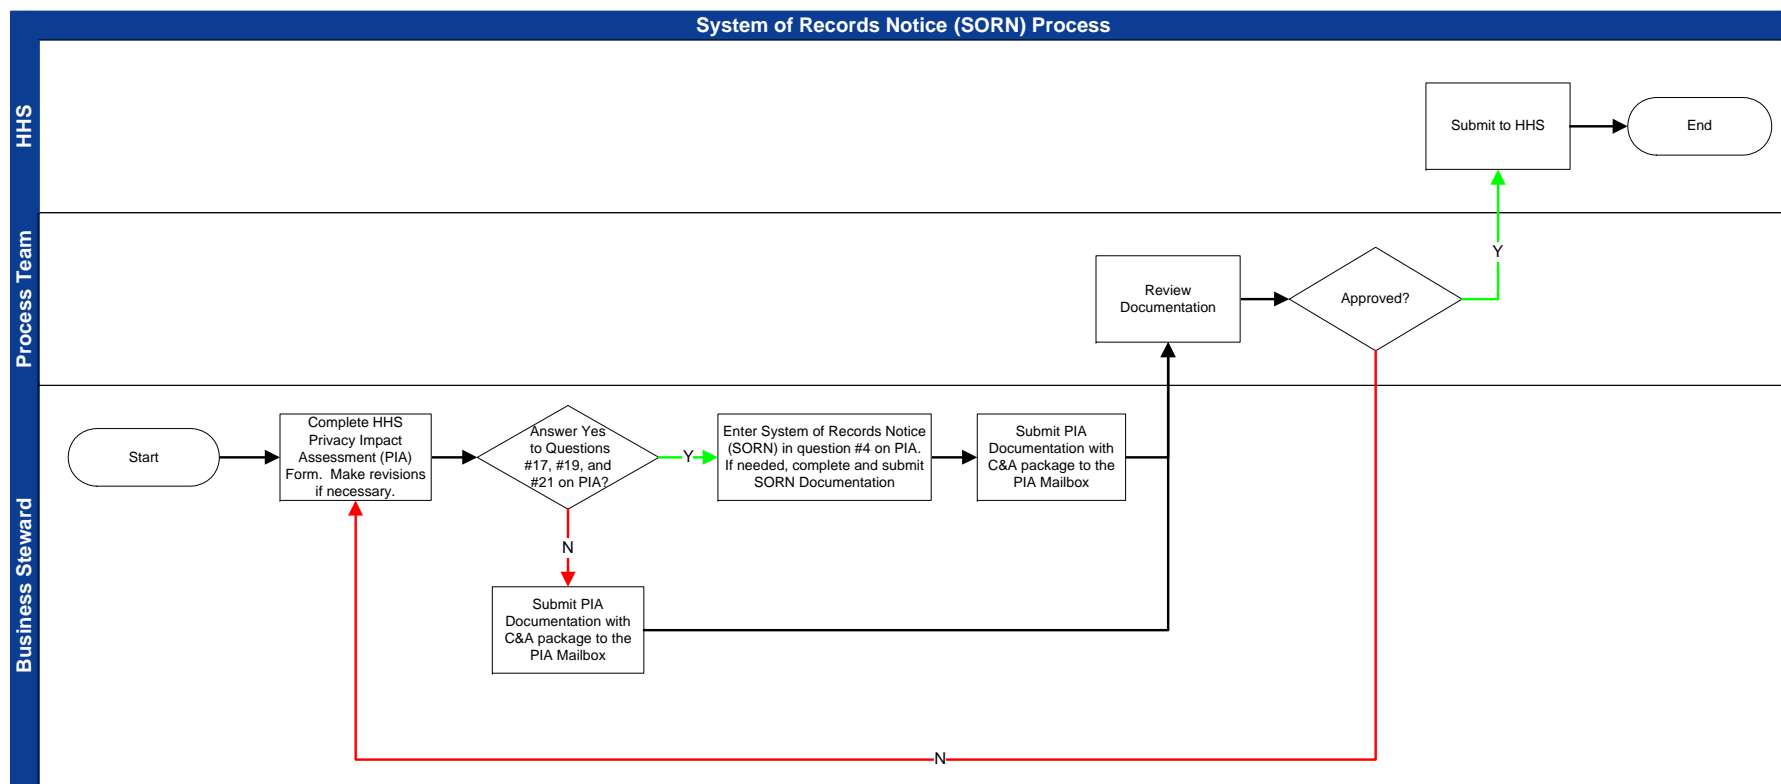 System of Records Notice (SORN) Process
HHS
Submit to HHS
End
Process Team
Review
Documentation
Approved?
Y
Business Steward
Start
Complete HHS
Privacy Impact
Assessment (PIA)
Form.  Make revisions
if necessary.
Answer Yes
to Questions
#17, #19, and
#21 on PIA?
Y
Enter System of Records Notice
(SORN) in question #4 on PIA.
If needed, complete and submit
SORN Documentation
Submit PIA
Documentation with
C&A package to the
PIA Mailbox
N
Submit PIA
Documentation with
C&A package to the
PIA Mailbox
N